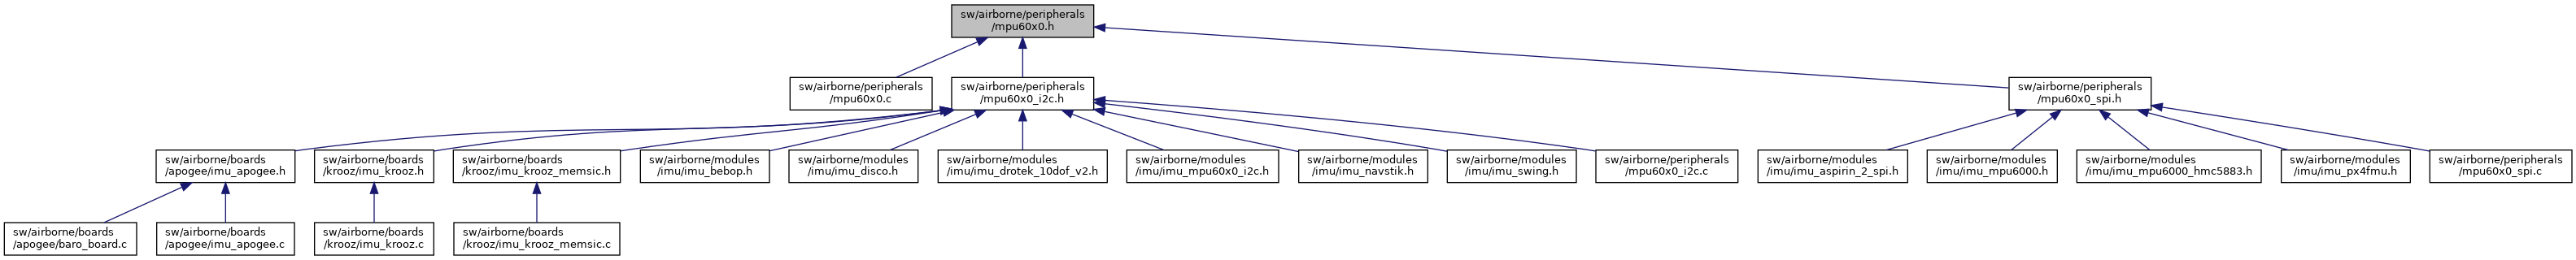 sw/airborne/peripherals
/mpu60x0.h
sw/airborne/peripherals
/mpu60x0.c
sw/airborne/peripherals
/mpu60x0_i2c.h
sw/airborne/peripherals
/mpu60x0_spi.h
sw/airborne/boards
/apogee/imu_apogee.h
sw/airborne/boards
/krooz/imu_krooz.h
sw/airborne/boards
/krooz/imu_krooz_memsic.h
sw/airborne/modules
/imu/imu_bebop.h
sw/airborne/modules
/imu/imu_disco.h
sw/airborne/modules
/imu/imu_drotek_10dof_v2.h
sw/airborne/modules
/imu/imu_mpu60x0_i2c.h
sw/airborne/modules
/imu/imu_navstik.h
sw/airborne/modules
/imu/imu_swing.h
sw/airborne/peripherals
/mpu60x0_i2c.c
sw/airborne/modules
/imu/imu_aspirin_2_spi.h
sw/airborne/modules
/imu/imu_mpu6000.h
sw/airborne/modules
/imu/imu_mpu6000_hmc5883.h
sw/airborne/modules
/imu/imu_px4fmu.h
sw/airborne/peripherals
/mpu60x0_spi.c
sw/airborne/boards
/apogee/baro_board.c
sw/airborne/boards
/apogee/imu_apogee.c
sw/airborne/boards
/krooz/imu_krooz.c
sw/airborne/boards
/krooz/imu_krooz_memsic.c